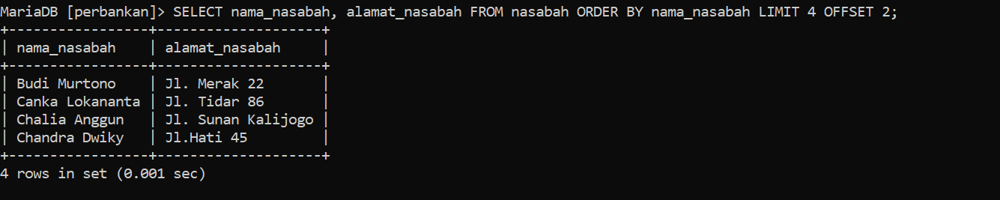 MariaDB [perbankan]> SELECT nama_nasabah, alamat_nasabah FROM nasabah ORDER BY nama_nasabah LIMIT 4 OFFSET 2;
+-----------------+--------------------+
| nama_nasabah    | alamat_nasabah     |
+-----------------+--------------------+
| Budi Murtono    | Jl. Merak 22       |
| Canka Lokananta | Jl. Tidar 86       |
| Chalia Anggun   | Jl. Sunan Kalijogo |
| Chandra Dwiky   | Jl.Hati 45         |
+-----------------+--------------------+
4 rows in set (0.001 sec)